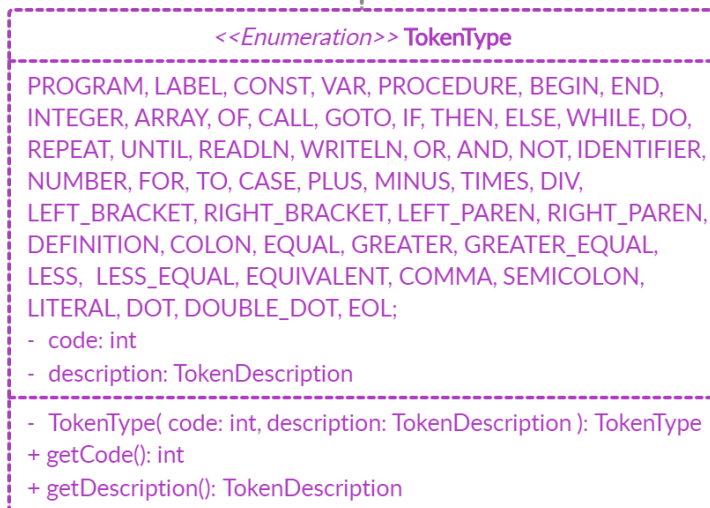 <<Enumeration>> TokenType
PROGRAM, LABEL, CONST, VAR, PROCEDURE, BEGIN, END,
INTEGER, ARRAY, OF, CALL, GOTO, IF, THEN, ELSE, WHILE, DO,
REPEAT, UNTIL, READLN, WRITELN, OR, AND, NOT, IDENTIFIER,
NUMBER, FOR, TO, CASE, PLUS, MINUS, TIMES, DIV,
LEFT_BRACKET, RIGHT_BRACKET, LEFT_PAREN, RIGHT_PAREN,
DEFINITION, COLON, EQUAL, GREATER, GREATER_EQUAL,
LESS, LESS_EQUAL, EQUIVALENT, COMMA, SEMICOLON,
LITERAL, DOT, DOUBLE_DOT, EOL;
- code: int
- description: TokenDescription
- TokenType( code: int, description: TokenDescription ): TokenType
+ getCode(): int
+ getDescription(): TokenDescription